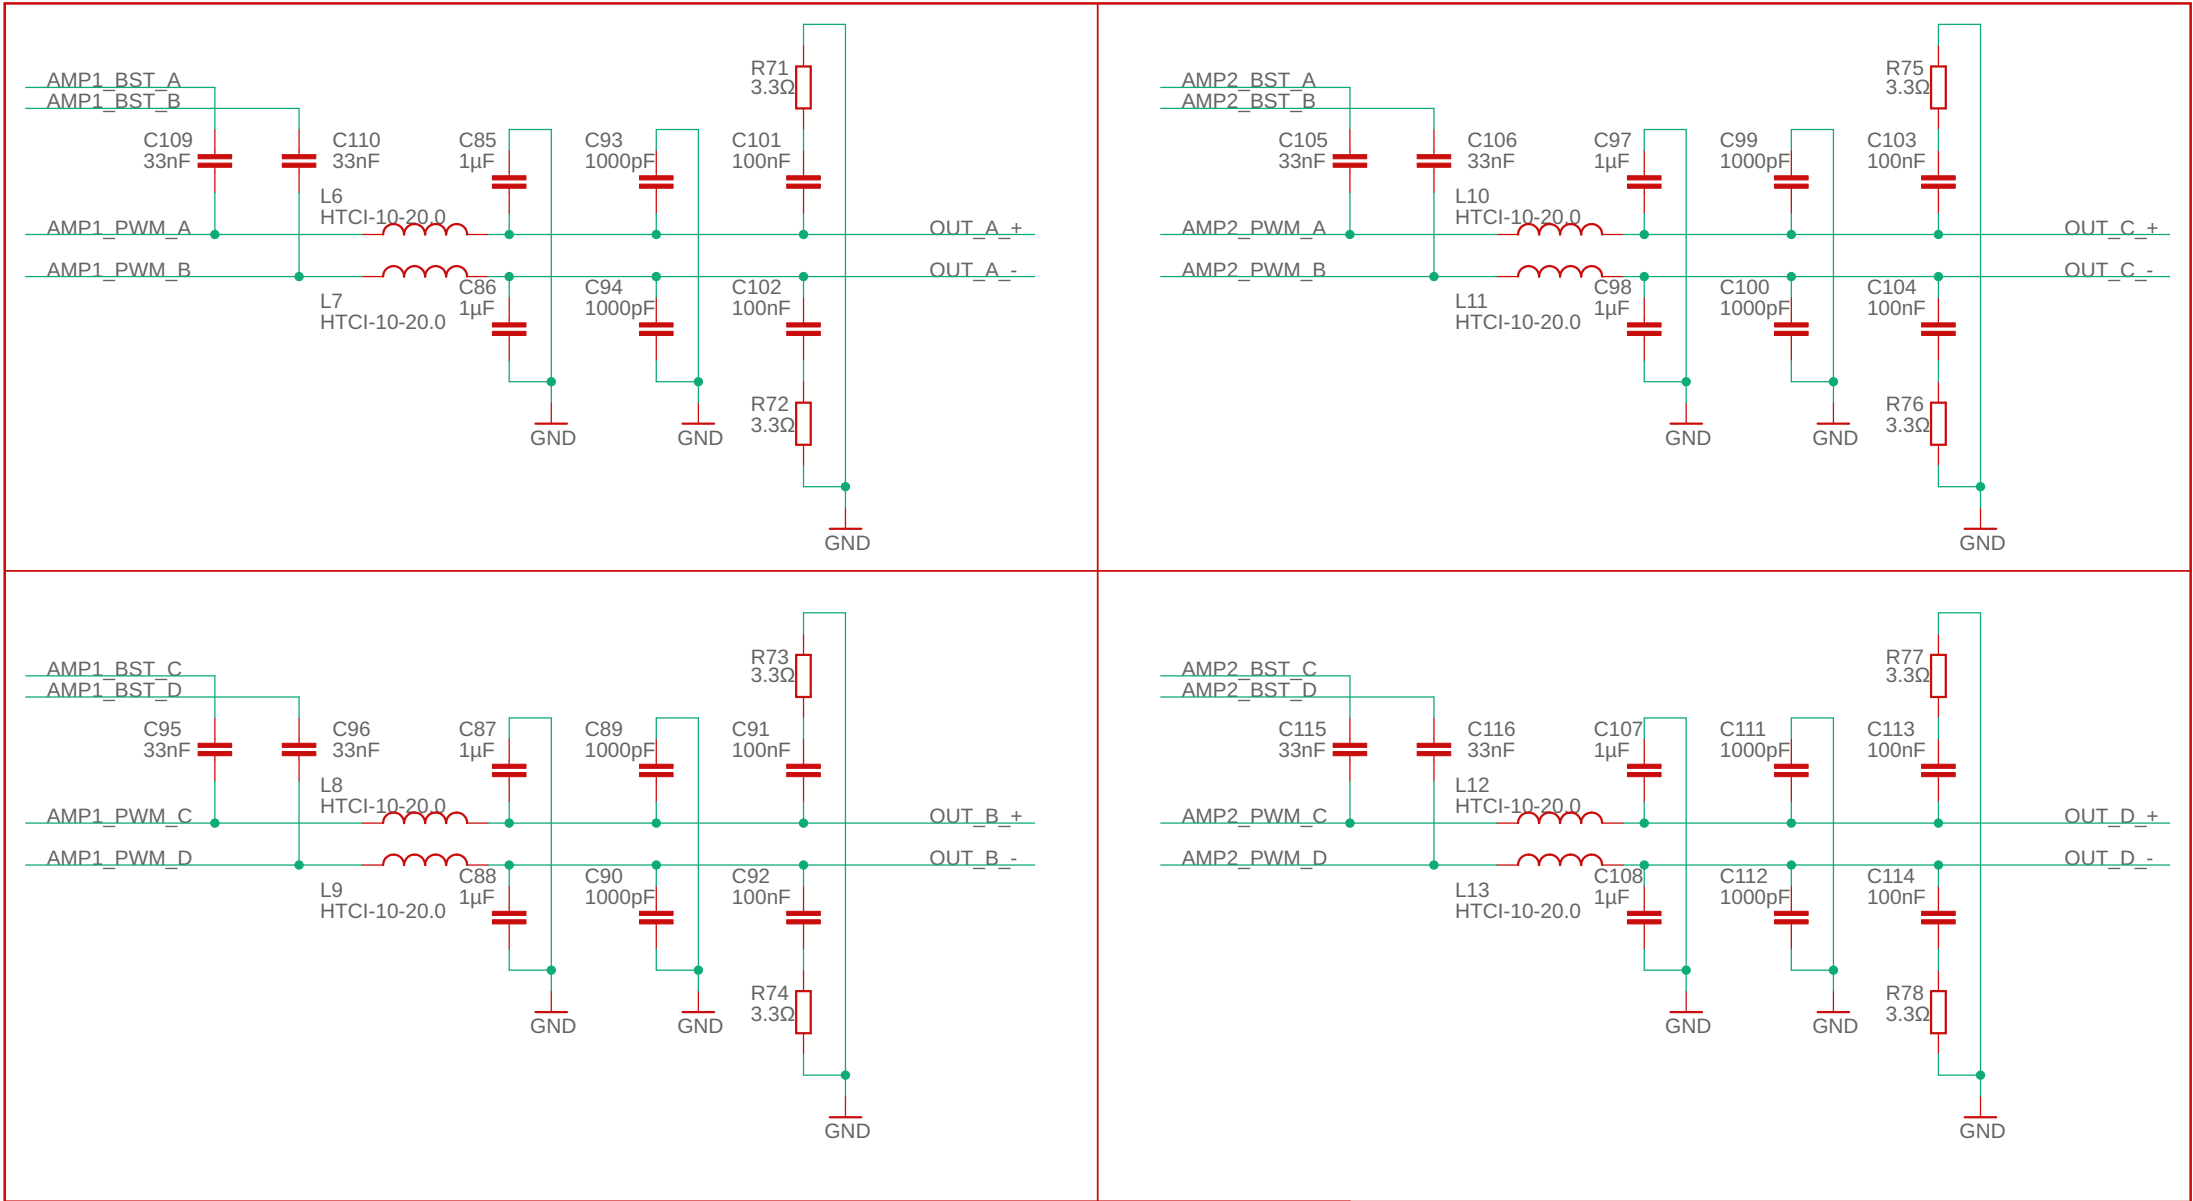 AMP1_BST_A
AMP1_BST_B
C109
33nF
C110
33nF
L6
HTCI-10-20.0
C85
1µF
C93
1000pF
C101
100nF
R71
3.3Ω
AMP1_PWM_A
OUT_A_+
AMP1_PWM_B
OUT_A_-
L7
HTCI-10-20.0
C86
1µF
C94
1000pF
C102
100nF
R72
3.3Ω
GND
GND
GND
AMP2_BST_A
AMP2_BST_B
C105
33nF
C106
33nF
L10
HTCI-10-20.0
C97
1µF
C99
1000pF
C103
100nF
R75
3.3Ω
AMP2_PWM_A
OUT_C_+
AMP2_PWM_B
OUT_C_-
L11
HTCI-10-20.0
C98
1µF
C100
1000pF
C104
100nF
R76
3.3Ω
GND
GND
GND
AMP1_BST_C
AMP1_BST_D
C95
33nF
C96
33nF
L8
HTCI-10-20.0
C87
1µF
C89
1000pF
C91
100nF
R73
3.3Ω
AMP1_PWM_C
OUT_B_+
AMP1_PWM_D
OUT_B_-
L9
HTCI-10-20.0
C88
1µF
C90
1000pF
C92
100nF
R74
3.3Ω
GND
GND
GND
AMP2_BST_C
AMP2_BST_D
C115
33nF
C116
33nF
L12
HTCI-10-20.0
C107
1µF
C111
1000pF
C113
100nF
R77
3.3Ω
AMP2_PWM_C
OUT_D_+
AMP2_PWM_D
OUT_D_-
L13
HTCI-10-20.0
C108
1µF
C112
1000pF
C114
100nF
R78
3.3Ω
GND
GND
GND